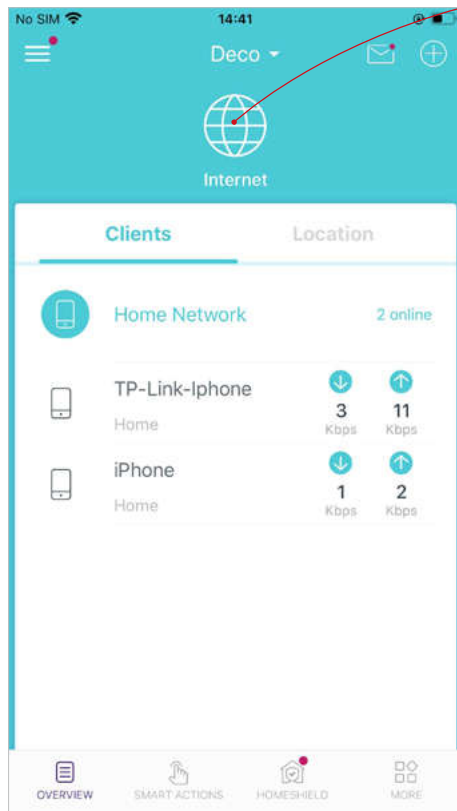 No SIM 14:41
Deco
Internet
Clients Location
Home Network 2 online
TP-Link-Iphone
Home
3 11
Kbps Kbps
iPhone
Home
1 2
Kbps Kbps
OVERVIEW SMART ACTIONS HOMESHIELD MORE